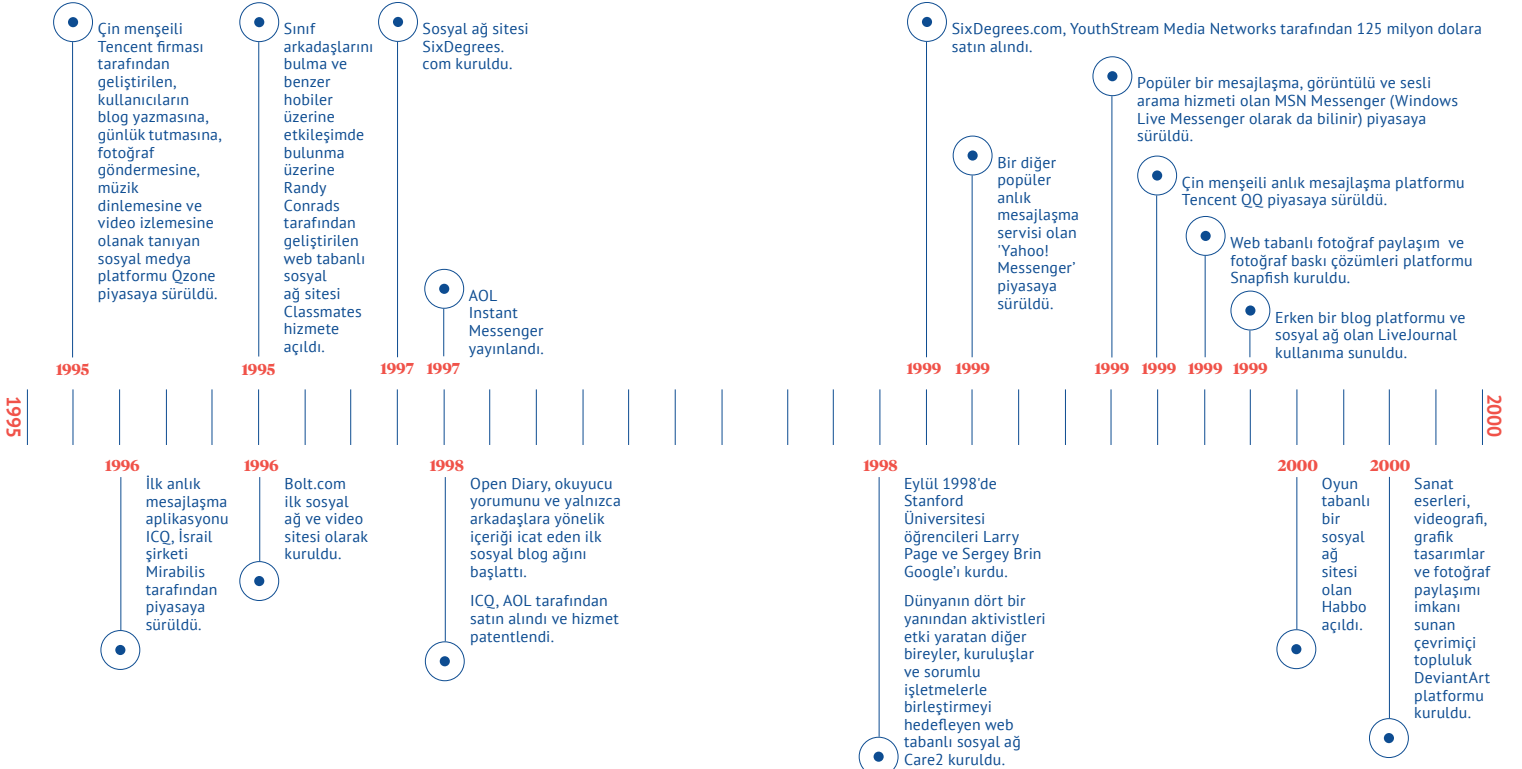 Çin menşeili
Tencent firması
tarafından
geliştirilen,
kullanıcıların
blog yazmasına,
günlük tutmasına,
fotoğraf
göndermesine,
müzik
dinlemesine ve
video izlemesine
olanak tanıyan
sosyal medya
platformu Qzone
piyasaya sürüldü.
1995
Sınıf
arkadaşlarını
bulma ve
benzer
hobiler
üzerine
etkileşimde
bulunma
üzerine
Randy
Conrads
tarafından
geliştirilen
web tabanlı
sosyal
ağ sitesi
Classmates
hizmete
açıldı.
1995
Sosyal ağ sitesi
SixDegrees.
com kuruldu.
1997
AOL
Instant
Messenger
yayınlandı.
1997
SixDegrees.com, YouthStream Media Networks tarafından 125 milyon dolara
satın alındı.
1999
Bir diğer
popüler
anlık
mesajlaşma
servisi olan
'Yahoo!
Messenger’
piyasaya
sürüldü.
1999
Popüler bir mesajlaşma, görüntülü ve sesli
arama hizmeti olan MSN Messenger (Windows
Live Messenger olarak da bilinir) piyasaya
sürüldü.
1999
Çin menşeili anlık mesajlaşma platformu
Tencent QQ piyasaya sürüldü.
1999
Web tabanlı fotoğraf paylaşım  ve
fotoğraf baskı çözümleri platformu
Snapfish kuruldu.
1999
Erken bir blog platformu ve
sosyal ağ olan LiveJournal
kullanıma sunuldu.
1999
1995
2000
1996
İlk anlık
mesajlaşma
aplikasyonu
ICQ, İsrail
şirketi
Mirabilis
tarafından
piyasaya
sürüldü.
1996
Bolt.com
ilk sosyal
ağ ve video
sitesi olarak
kuruldu.
1998
Open Diary, okuyucu
yorumunu ve yalnızca
arkadaşlara yönelik
içeriği icat eden ilk
sosyal blog ağını
başlattı.
ICQ, AOL tarafından
satın alındı ve hizmet
patentlendi.
1998
Eylül 1998'de
Stanford
Üniversitesi
öğrencileri Larry
Page ve Sergey Brin
Google’ı kurdu.
Dünyanın dört bir
yanından aktivistleri
etki yaratan diğer
bireyler, kuruluşlar
ve sorumlu
işletmelerle
birleştirmeyi
hedefleyen web
tabanlı sosyal ağ
Care2 kuruldu.
2000
Oyun
tabanlı
bir
sosyal
ağ
sitesi
olan
Habbo
açıldı.
2000
Sanat
eserleri,
videografi,
grafik
tasarımlar
ve fotoğraf
paylaşımı
imkanı
sunan
çevrimiçi
topluluk
DeviantArt
platformu
kuruldu.